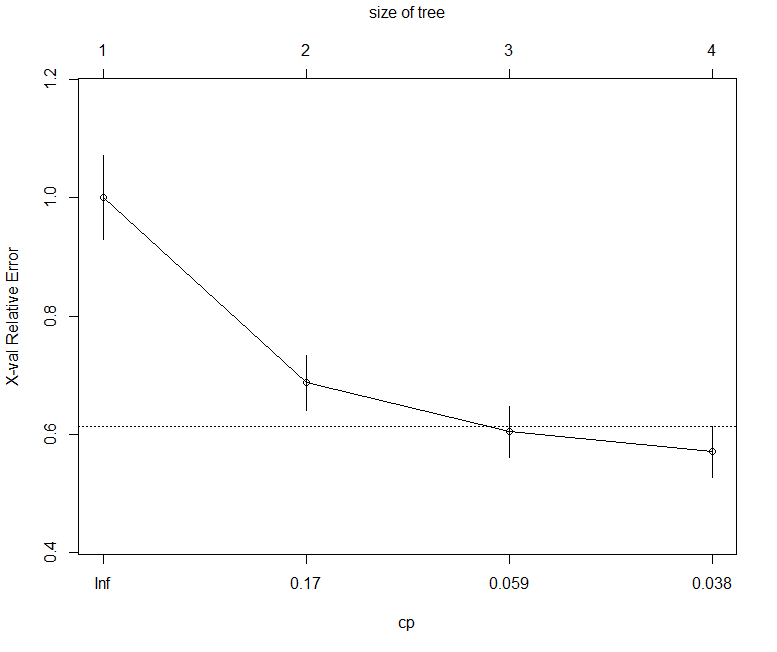 size of tree
1 2 3 4
1.2
1.0
0.8
0.6
0.4
X-val Relative Error
Inf 0.17 0.059 0.038
cp